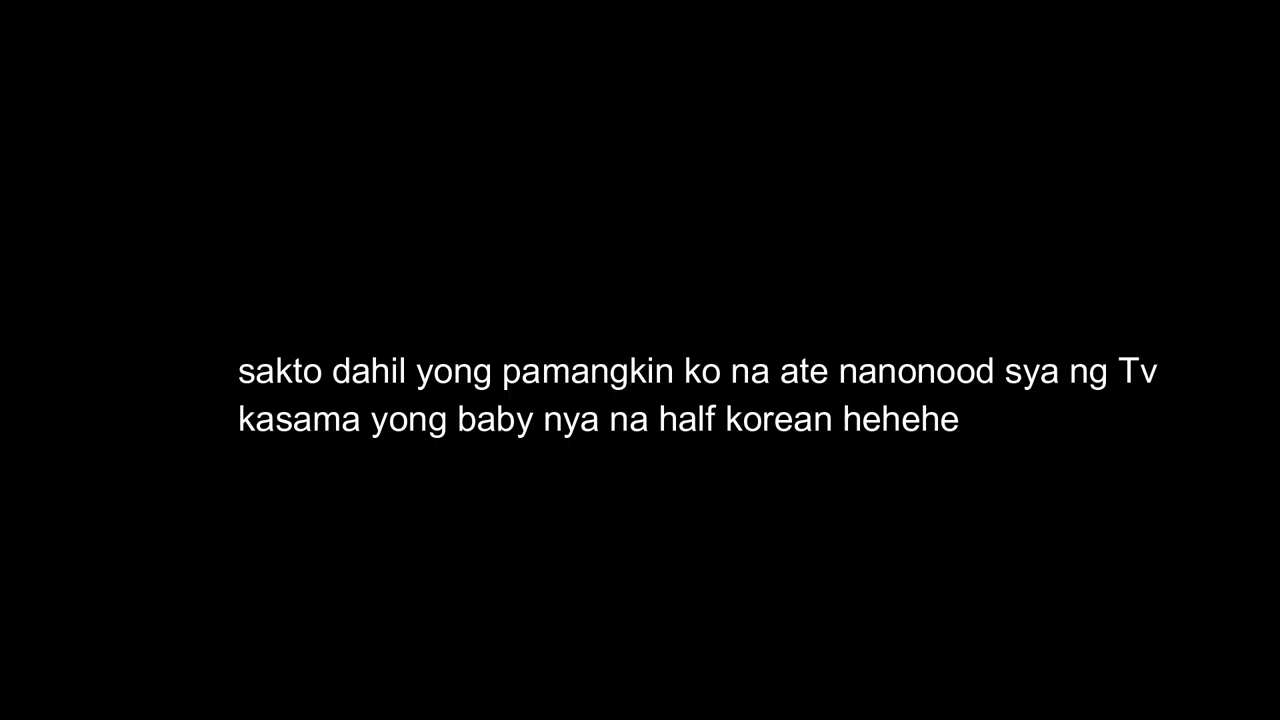 sakto dahil yong pamangkin ko na ate nanonood sya ng Tv
kasama yong baby nya na half korean hehehe